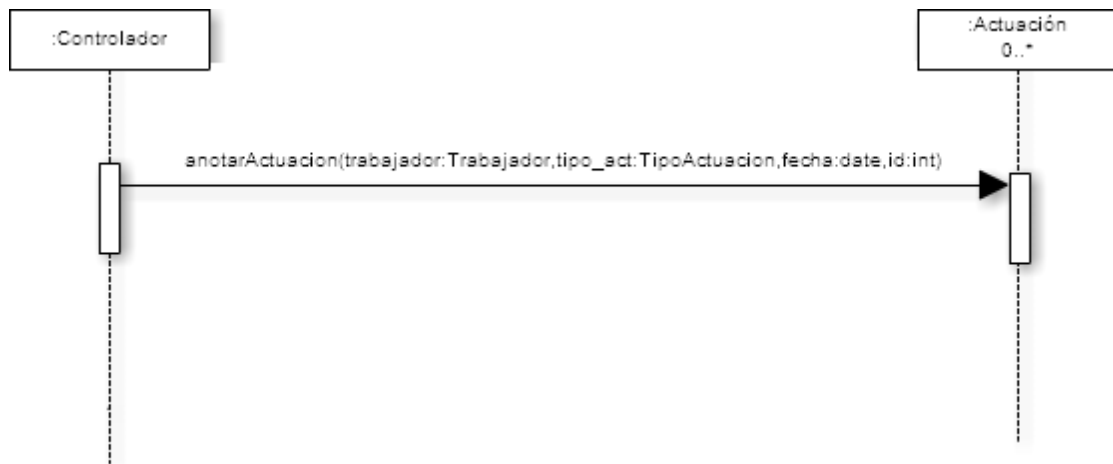 :Controlador
:Actuación
0..*
anotarActuacion(trabajador:Trabajador,tipo_act:TipoActuacion,fecha:date,id:int)